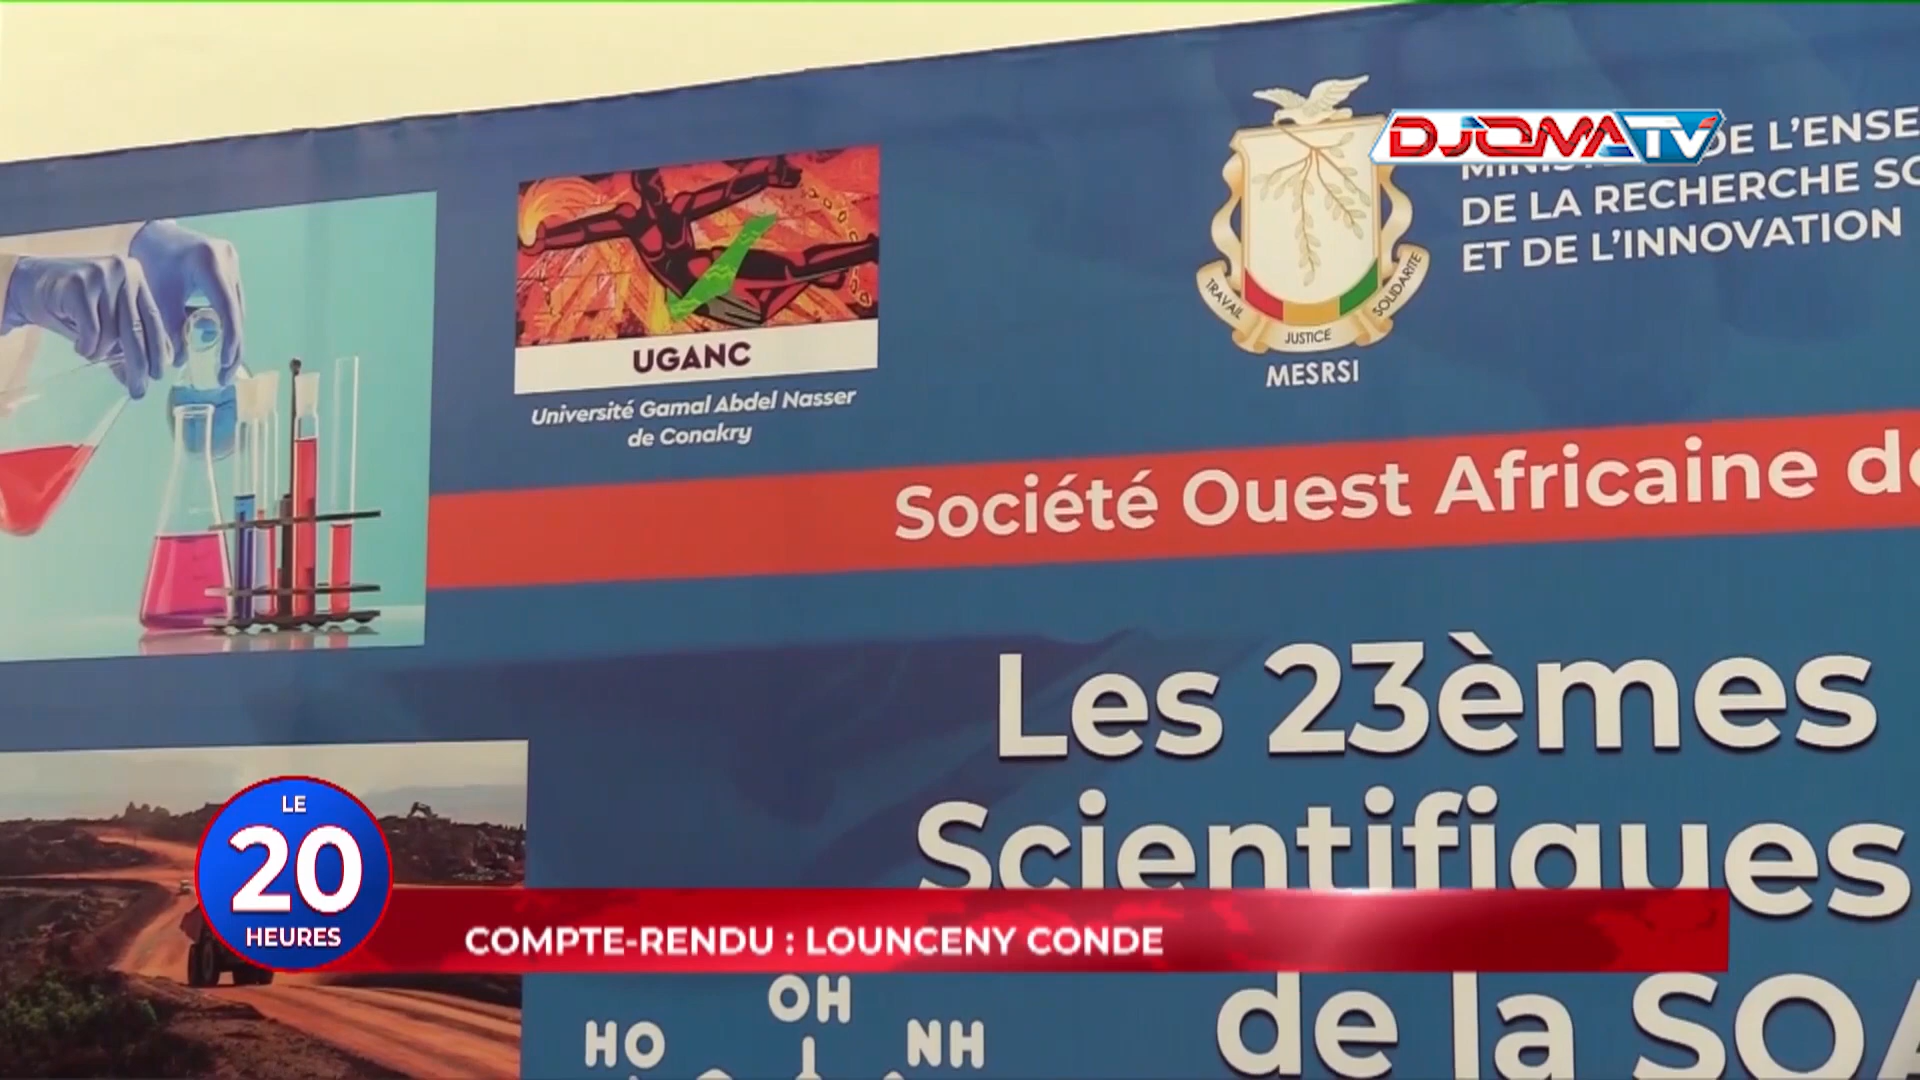 DJOMATV
DE L'ENSE
DE LA RECHERCHE SC
ET DE L'INNOVATION
TRAVAIL
JUSTICE
SOLIDARITE
MESRSI
UGANC
Université Gamal Abdel Nasser
de Conakry
Société Ouest Africaine de
Les 23èmes
Scientifiques
de la SOA
LE
20
HEURES
COMPTE-RENDU : LOUNCENY CONDE
OH
HO
NH